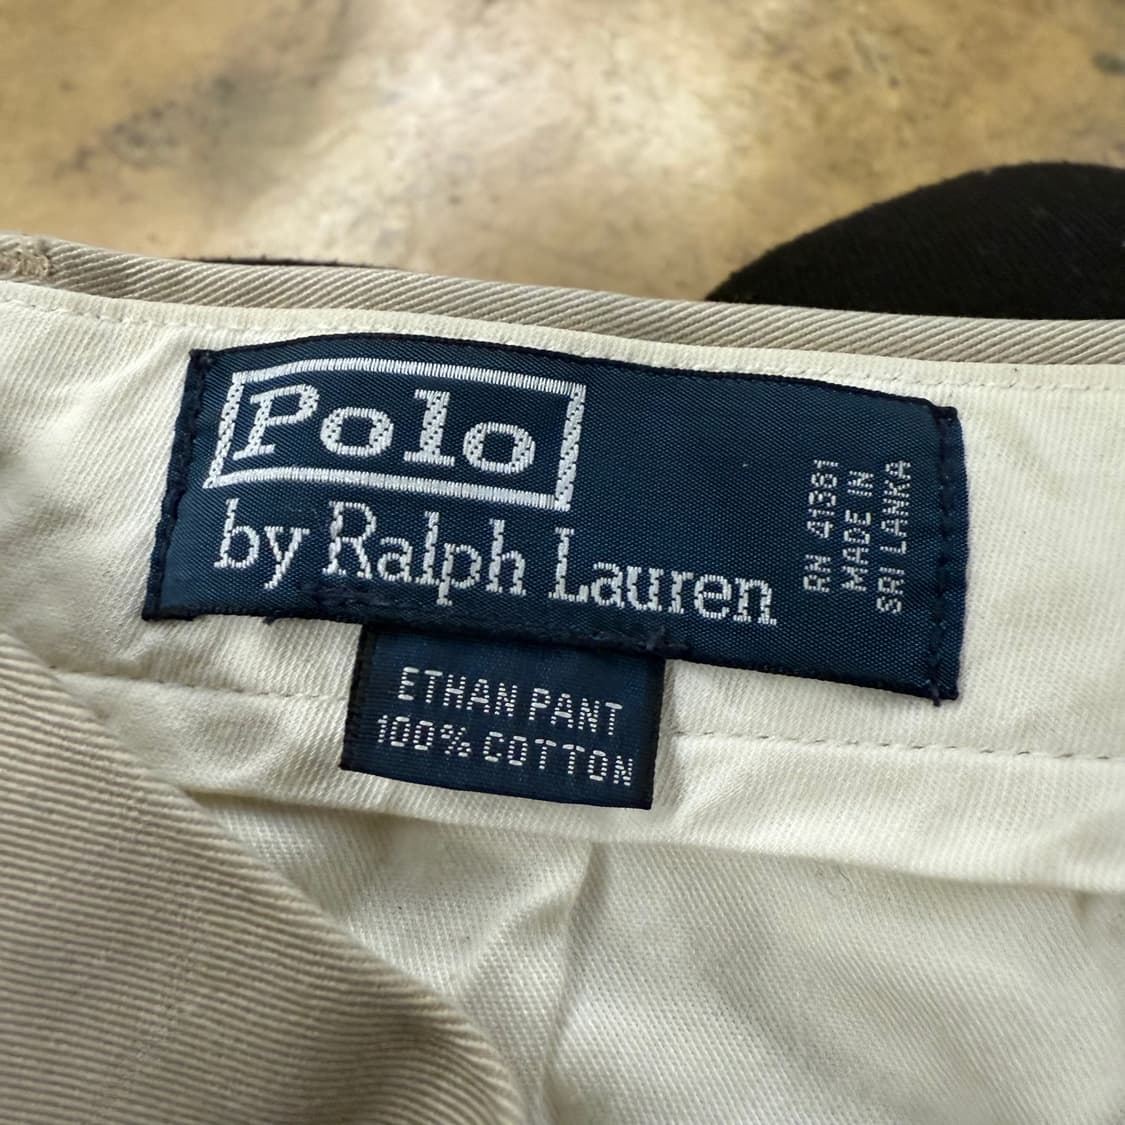 Polo
by Ralph Lauren
RN 41381
MADE IN
SRI LANKA
ETHAN PANT
100% COTTON